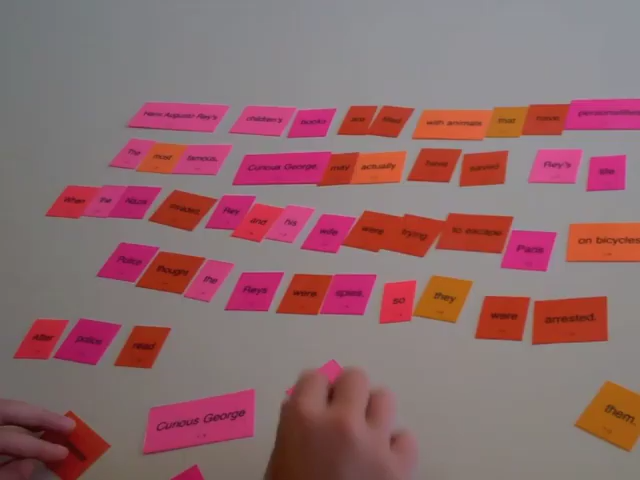 Hans Augusto Rey's children's books are filled with animals that have personalities
The most famous, Curious George, may actually have saved Rey's life.
When the Nazis invaded, Rey and his wife were trying to escape Paris on bicycles
Police thought the Reys were spies, so they were arrested.
After police read
Curious George
them.